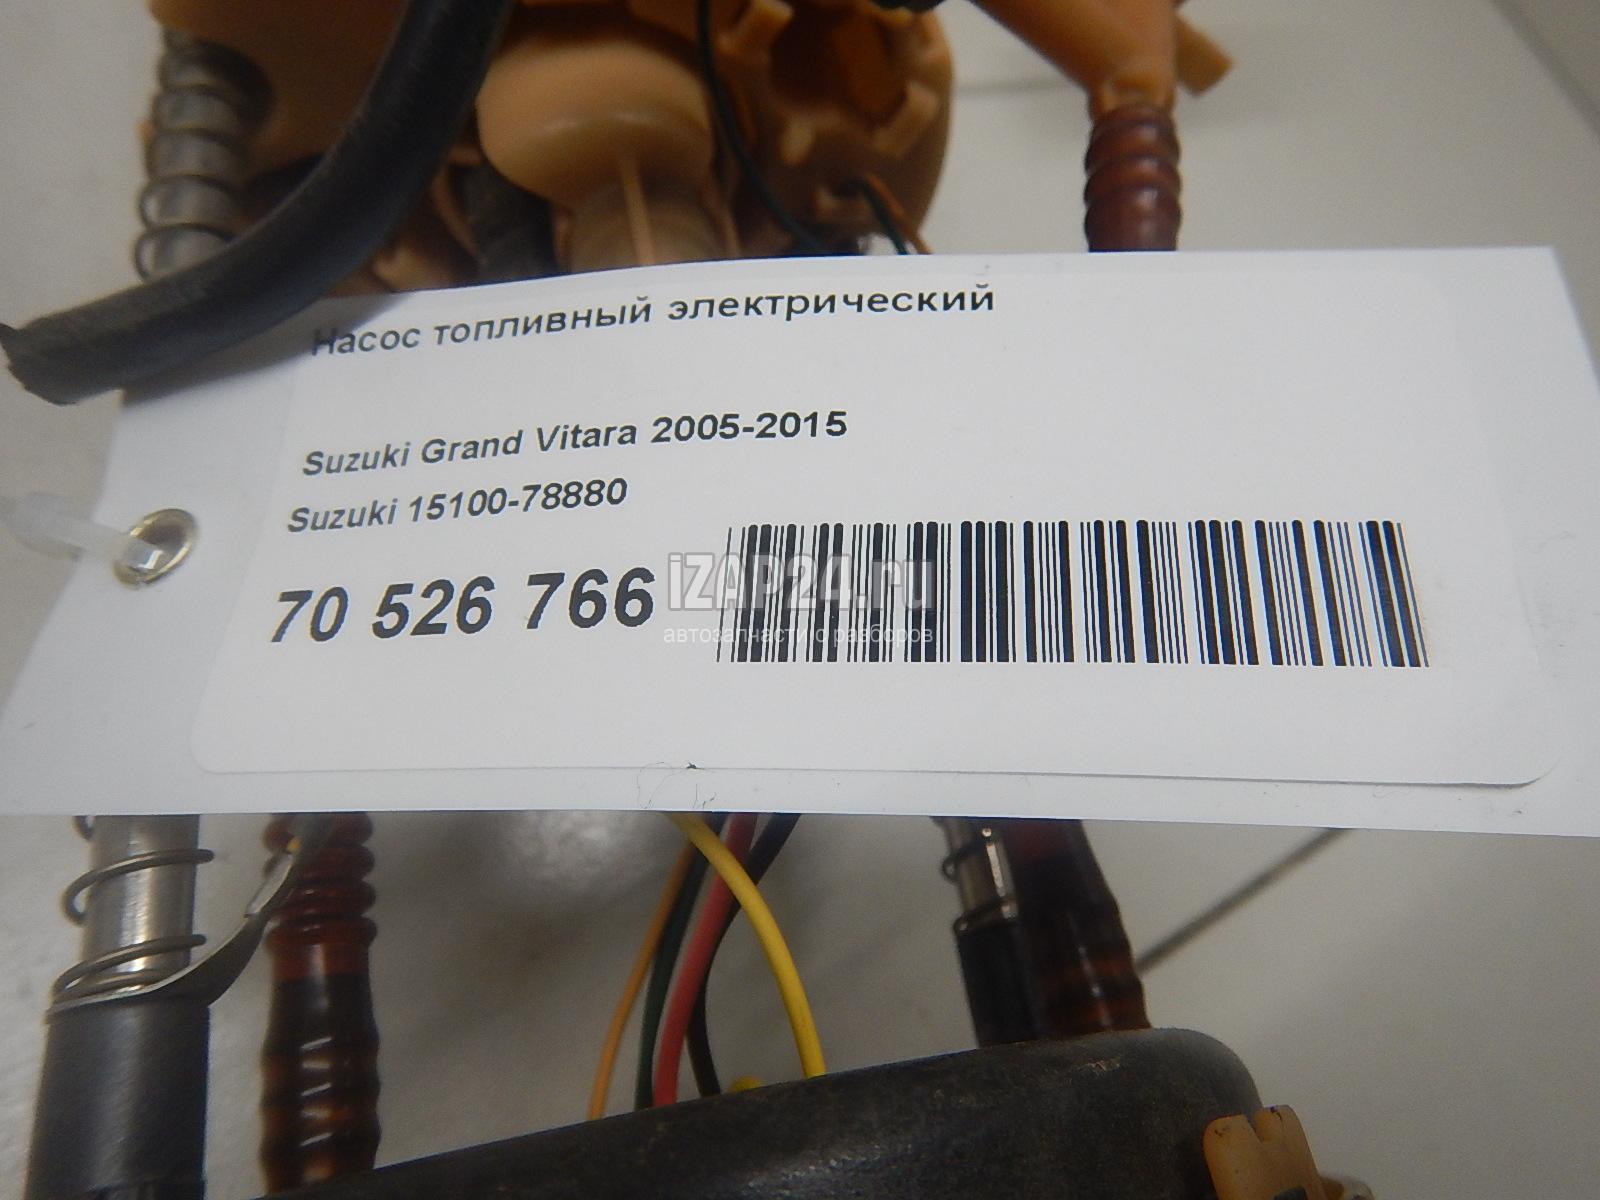 Насос топливный электрический
Suzuki Grand Vitara 2005-2015
Suzuki 15100-78880
70 526 766
iZAP24.ru
автозапчасти с разборов